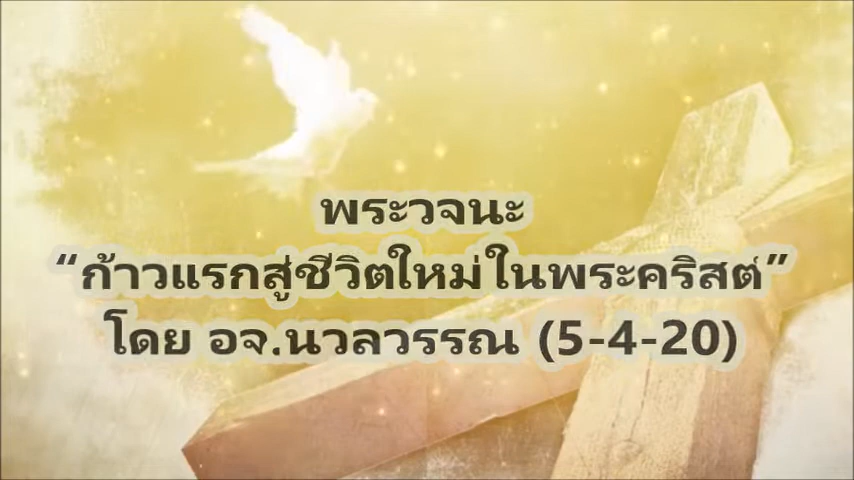 พระวจนะ
“ก้าวแรกสู่ชีวิตใหม่ในพระคริสต์”
โดย อจ.นวลวรรณ (5-4-20)